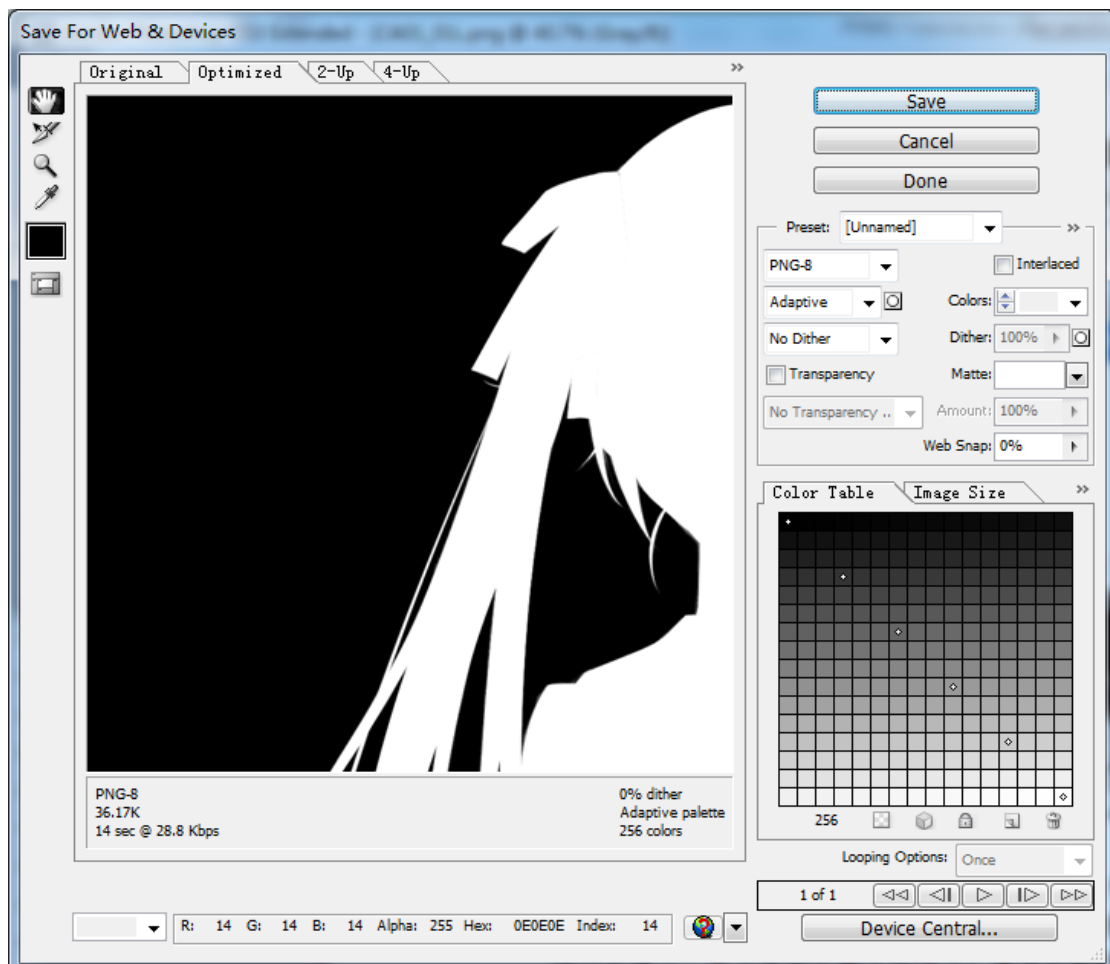 Save For Web & Devices
Original
Optimized
2-Up
4-Up
Save
Cancel
Done
Preset: [Unnamed]
PNG-8
Interlaced
Adaptive
Colors:
No Dither
Dither: 100%
Transparency
Matte:
No Transparency ..
Amount: 100%
Web Snap: 0%
Color Table
Image Size
256
PNG-8
36.17K
14 sec @ 28.8 Kbps
0% dither
Adaptive palette
256 colors
Looping Options: Once
1 of 1
R: 14 G: 14 B: 14 Alpha: 255 Hex: 0E0E0E Index: 14
Device Central...